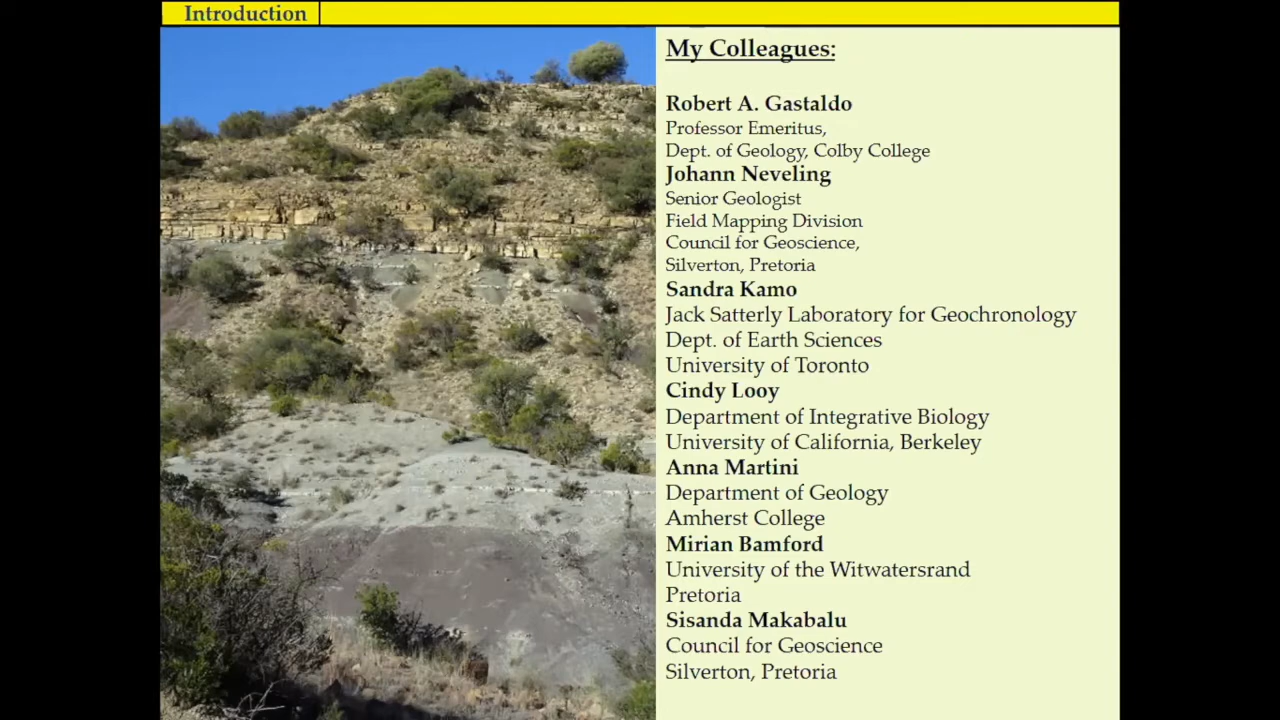 Introduction
My Colleagues:
Robert A. Gastaldo
Professor Emeritus,
Dept. of Geology, Colby College
Johann Neveling
Senior Geologist
Field Mapping Division
Council for Geoscience,
Silverton, Pretoria
Sandra Kamo
Jack Satterly Laboratory for Geochronology
Dept. of Earth Sciences
University of Toronto
Cindy Looy
Department of Integrative Biology
University of California, Berkeley
Anna Martini
Department of Geology
Amherst College
Mirian Bamford
University of the Witwatersrand
Pretoria
Sisanda Makabalu
Council for Geoscience
Silverton, Pretoria